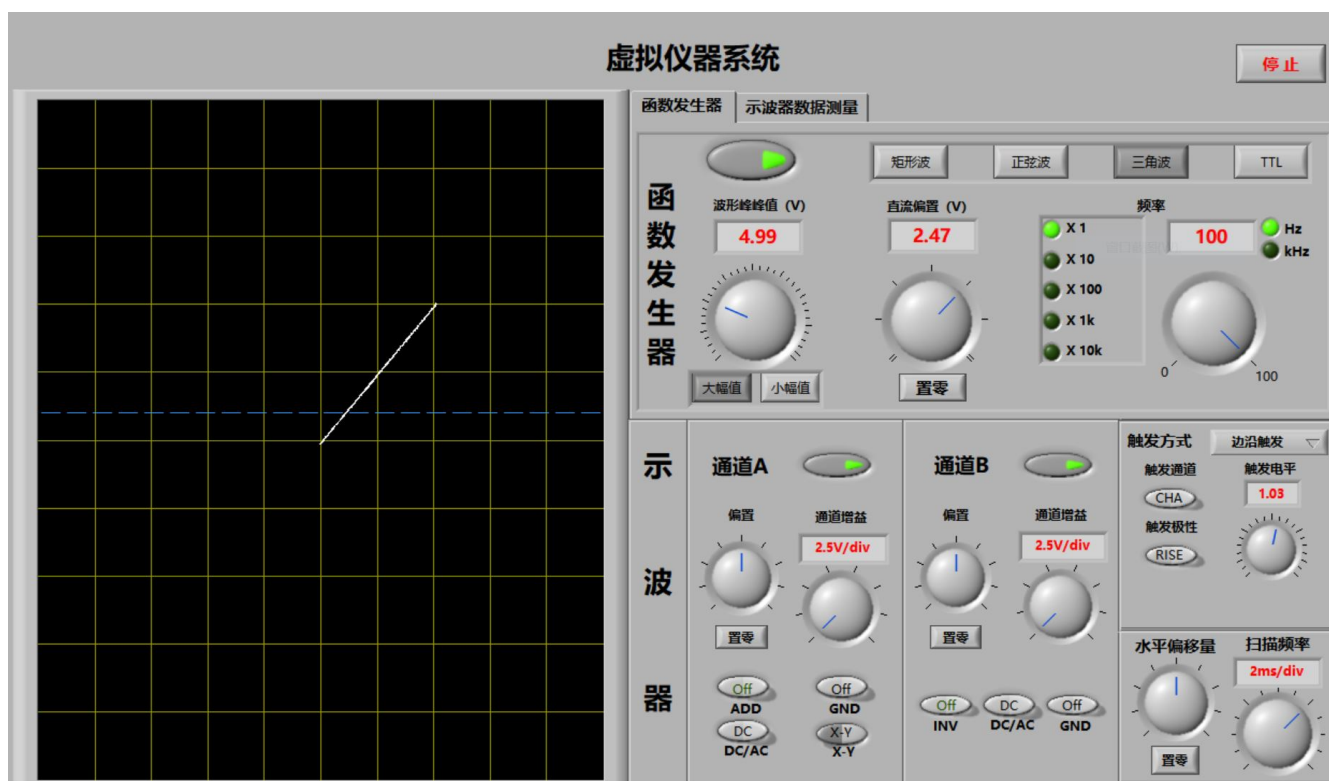 虚拟仪器系统
停止
函数发生器 示波器数据测量
函数发生器
矩形波 正弦波 三角波 TTL
波形峰峰值 (V) 直流偏置 (V) 频率
4.99 2.47 100
X 1
X 10
X 100
X 1k
X 10k
Hz
kHz
0 100
大幅值 小幅值 置零
示波器
通道A
偏置 通道增益
2.5V/div
置零
Off Off
ADD GND
DC X-Y
DC/AC X-Y
通道B
偏置 通道增益
2.5V/div
置零
Off DC Off
INV DC/AC GND
触发方式 边沿触发
触发通道 触发电平
CHA 1.03
触发极性
RISE
水平偏移量 扫描频率
2ms/div
置零